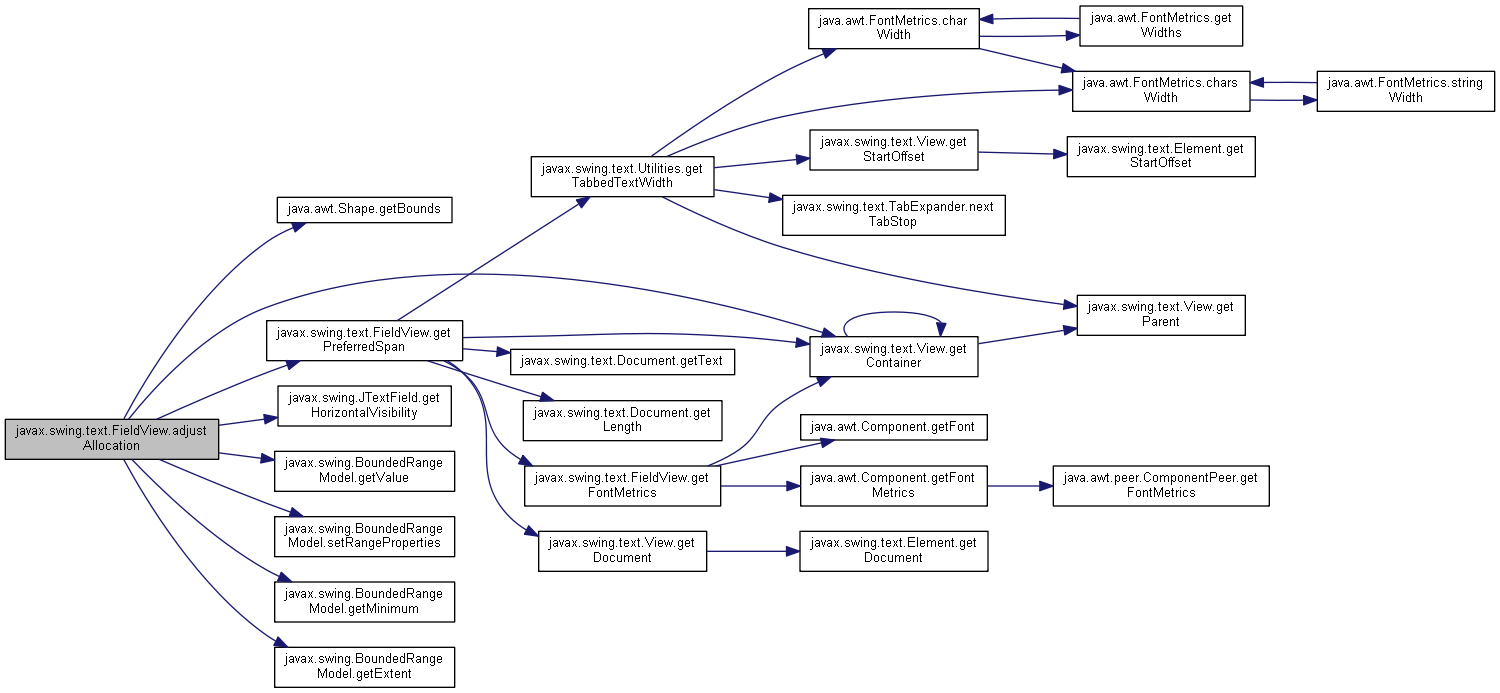 java.awt.FontMetrics.char
Width
java.awt.FontMetrics.get
Widths
java.awt.FontMetrics.chars
Width
java.awt.FontMetrics.string
Width
javax.swing.text.View.get
StartOffset
javax.swing.text.Element.get
StartOffset
javax.swing.text.Utilities.get
TabbedTextWidth
javax.swing.text.TabExpander.next
TabStop
java.awt.Shape.getBounds
javax.swing.text.View.get
Parent
javax.swing.text.FieldView.get
PreferredSpan
javax.swing.text.View.get
Container
javax.swing.text.Document.getText
javax.swing.JTextField.get
HorizontalVisibility
javax.swing.text.Document.get
Length
java.awt.Component.getFont
javax.swing.text.FieldView.adjust
Allocation
javax.swing.BoundedRange
Model.getValue
javax.swing.text.FieldView.get
FontMetrics
java.awt.Component.getFont
Metrics
java.awt.peer.ComponentPeer.get
FontMetrics
javax.swing.BoundedRange
Model.setRangeProperties
javax.swing.text.View.get
Document
javax.swing.text.Element.get
Document
javax.swing.BoundedRange
Model.getMinimum
javax.swing.BoundedRange
Model.getExtent